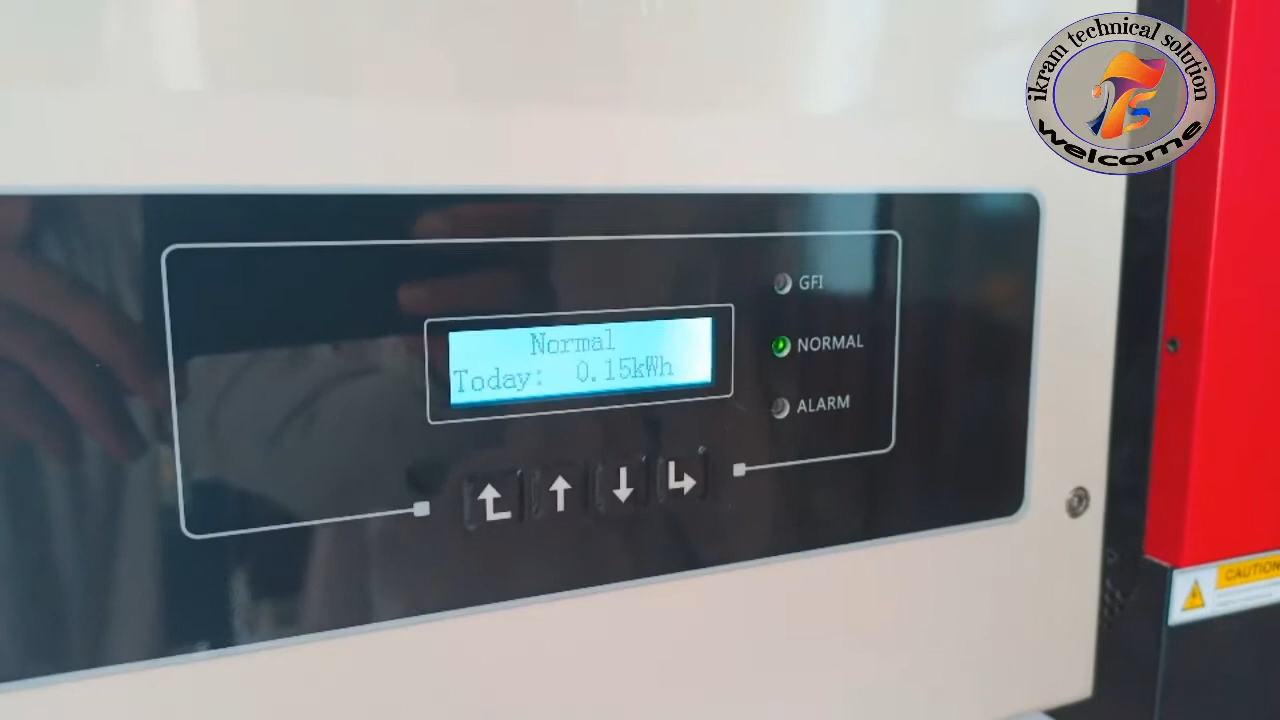 ikram technical solution
welcome
GFI
Normal
NORMAL
Today: 0.15kWh
ALARM
CAUTION